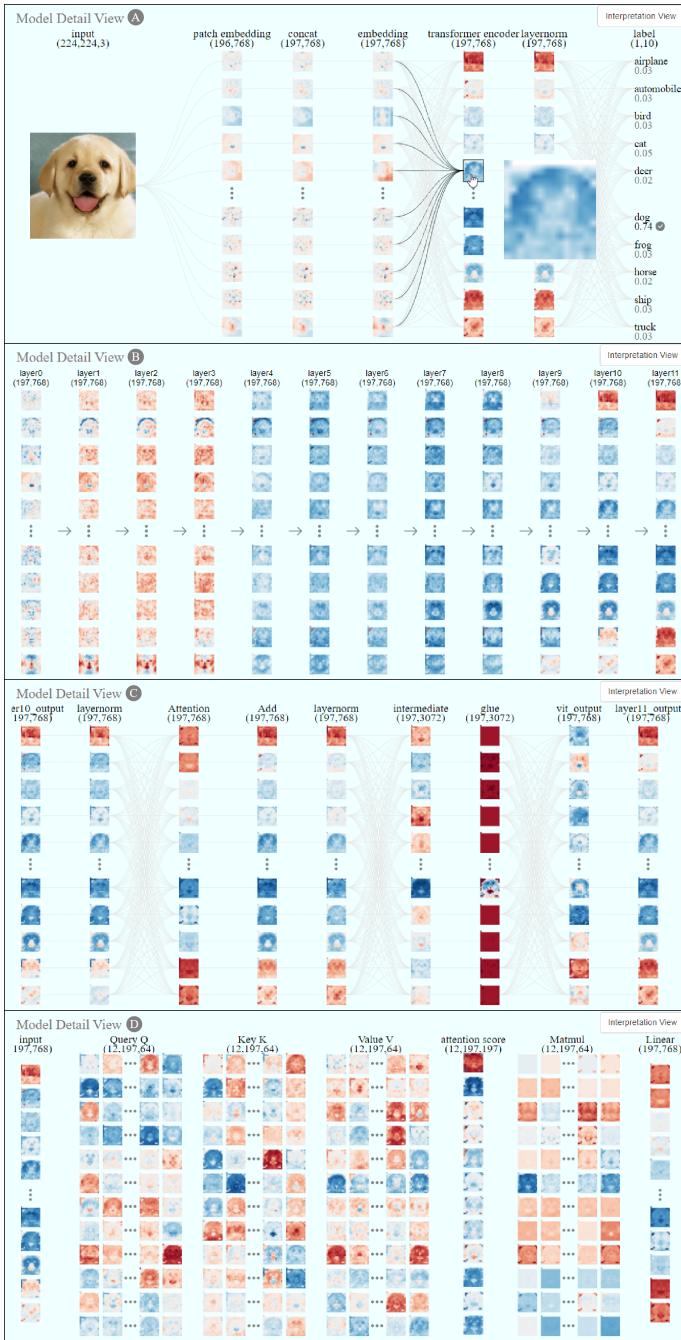 Model Detail View A
Interpretation View
input patch embedding concat embedding transformer encoder layernorm label
(224,224,3) (196,768) (197,768) (197,768) (197,768) (197,768) (1,10)
airplane
0.03
automobile
0.03
bird
0.03
cat
0.05
deer
0.02
dog
0.74
frog
0.03
horse
0.02
ship
0.03
truck
0.03
Model Detail View B
Interpretation View
layer0 layer1 layer2 layer3 layer4 layer5 layer6 layer7 layer8 layer9 layer10 layer11
(197,768) (197,768) (197,768) (197,768) (197,768) (197,768) (197,768) (197,768) (197,768) (197,768) (197,768) (197,768)
Model Detail View C
Interpretation View
er10_output layernorm Attention Add layernorm intermediate glue vit_output layer11_output
197,768) (197,768) (197,768) (197,768) (197,768) (197,3072) (197,3072) (197,768) (197,768)
Model Detail View D
Interpretation View
input Query Q Key K Value V attention score Matmul Linear
197,768) (12,197,64) (12,197,64) (12,197,64) (12,197,197) (12,197,64) (197,768)